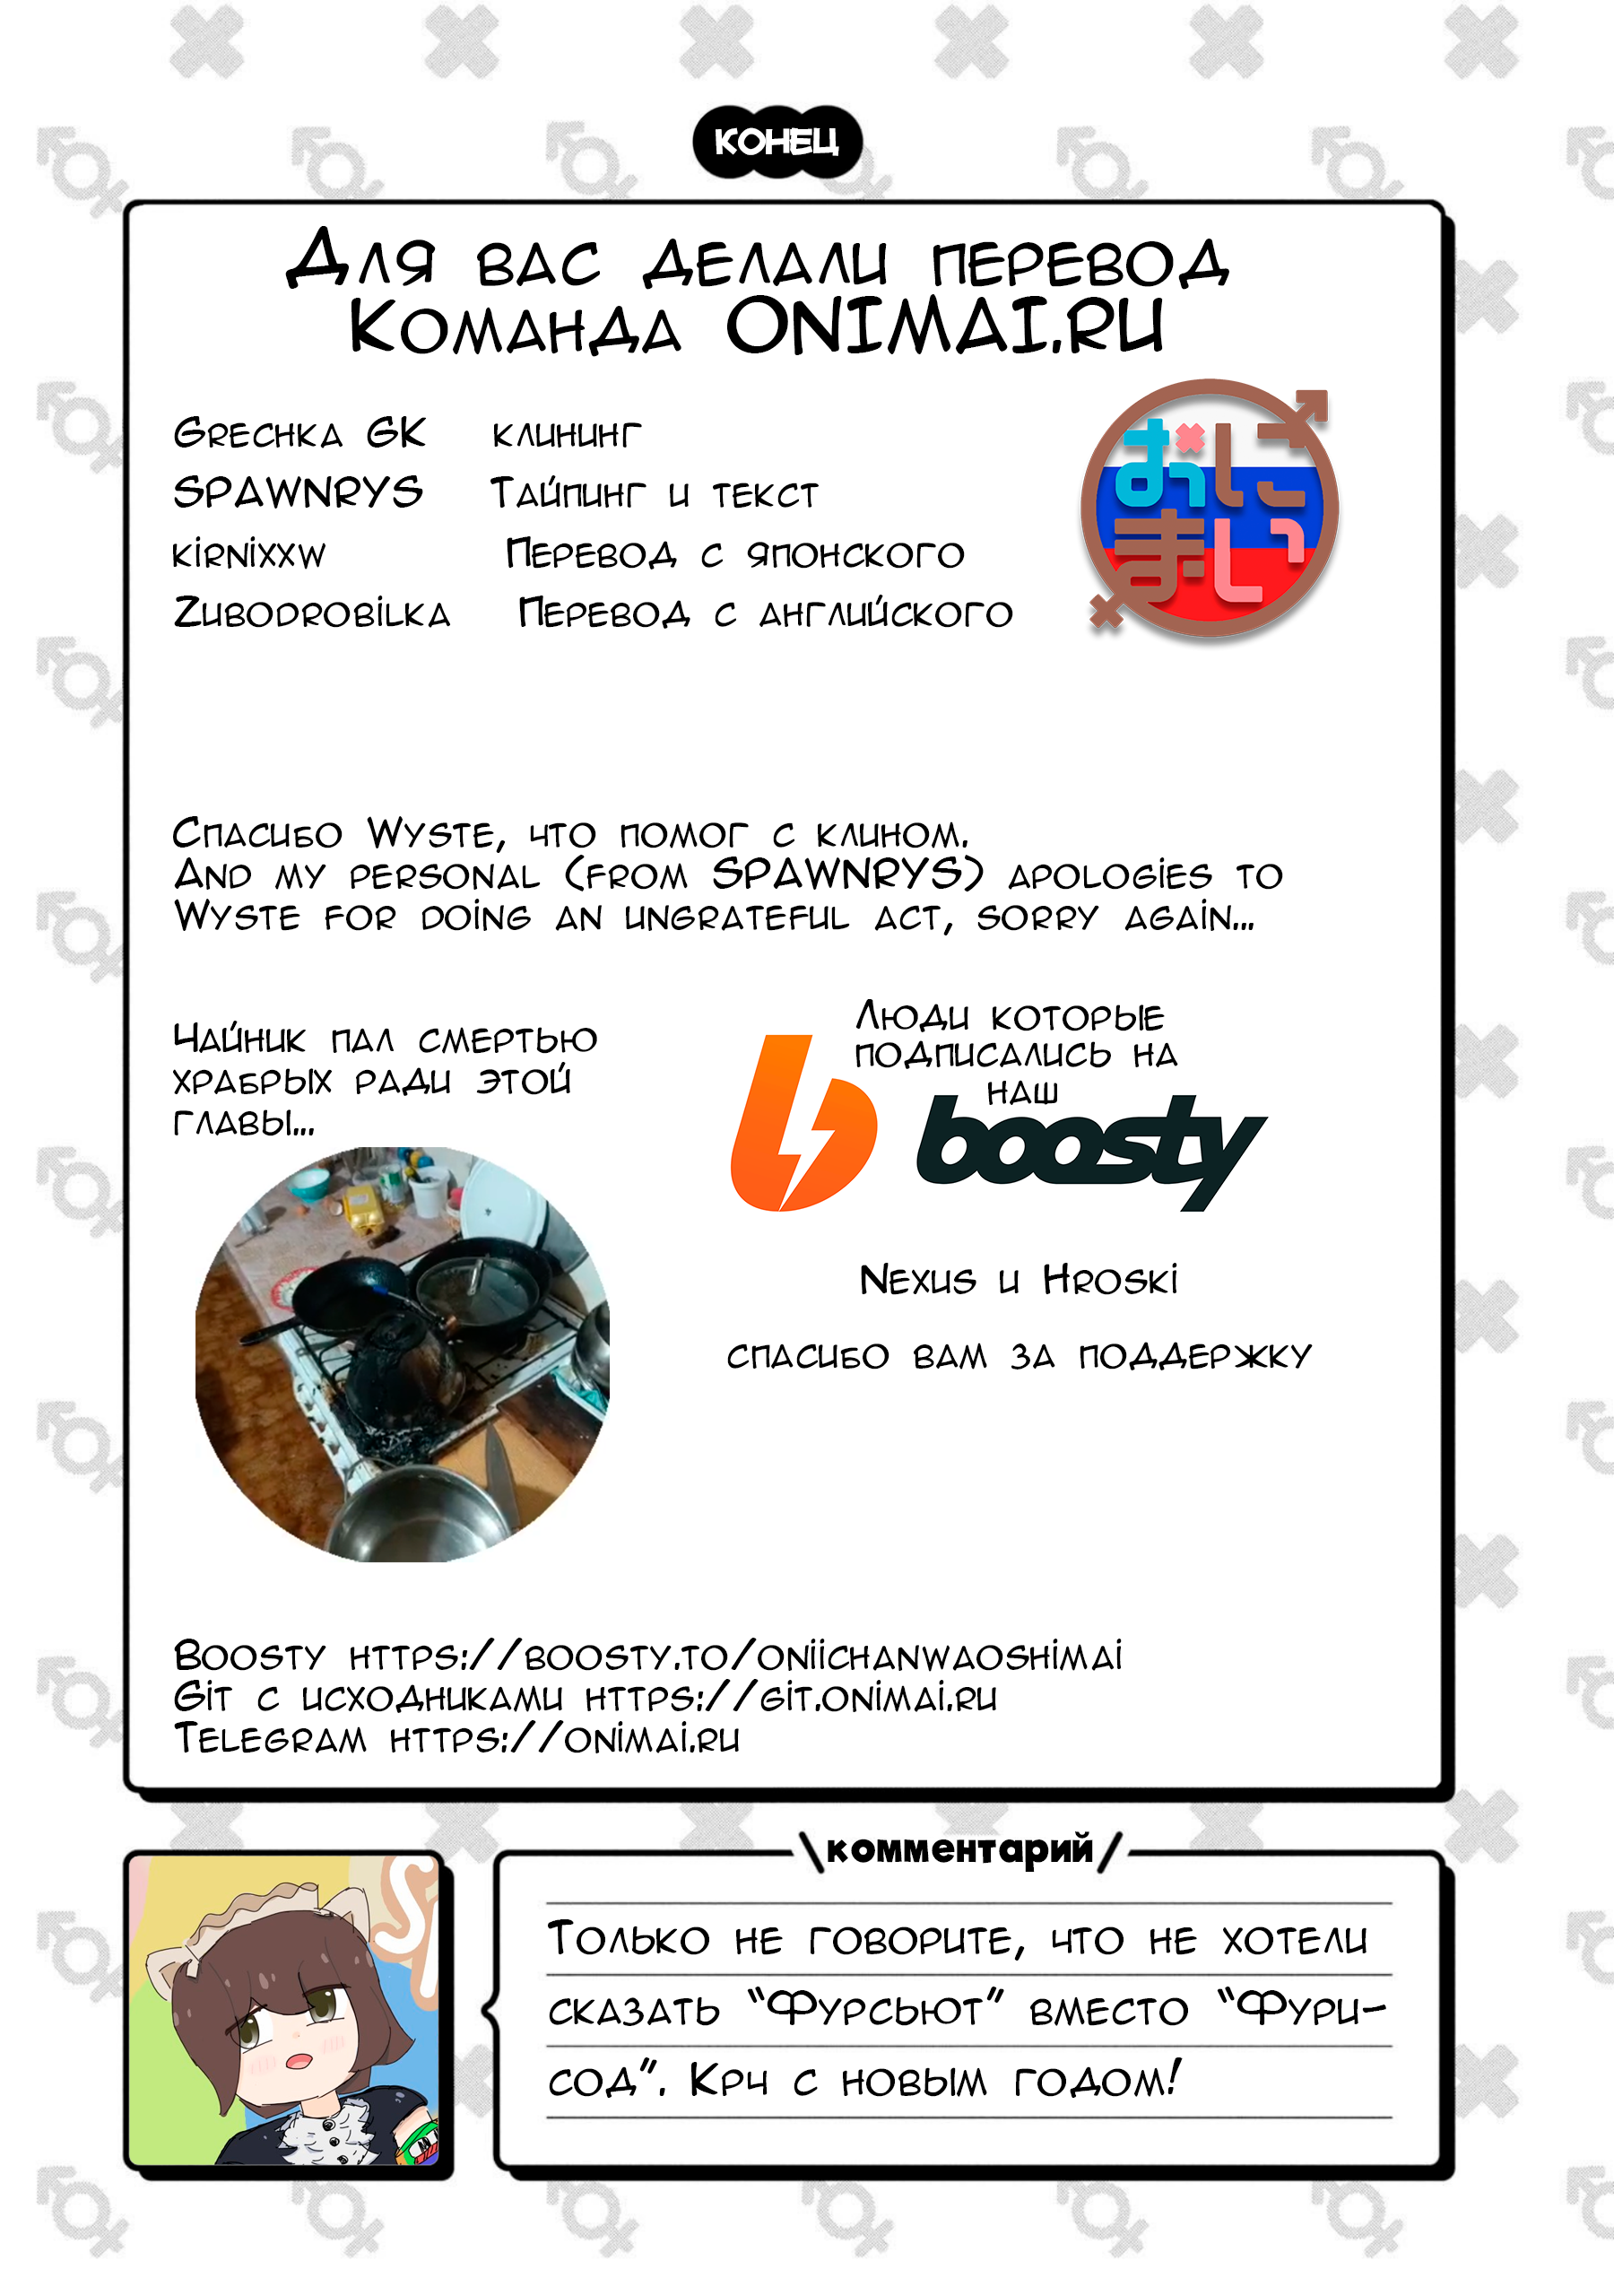 КОНЕЦ
Для вас делали перевод
Команда ONIMAI.RU
Grechka GK клининг
SPAWNRYS Тайпинг и текст
kirnixxw Перевод с японского
Zubodrobilka Перевод с английского
おに
まい
Спасибо Wyste, что помог с клином.
And my personal (from SPAWNRYS) apologies to
Wyste for doing an ungrateful act, sorry again...
Чайник пал смертью
храбрых ради этой
главы...
Люди которые
подписались на
наш
boosty
Nexus и Hroski
спасибо вам за поддержку
Boosty https://boosty.to/oniichanwaoshimai
Git с исходниками https://git.onimai.ru
Telegram https://onimai.ru
комментарий
Только не говорите, что не хотели
сказать "Фурсьют" вместо "Фури-
сод". Крч с новым годом!